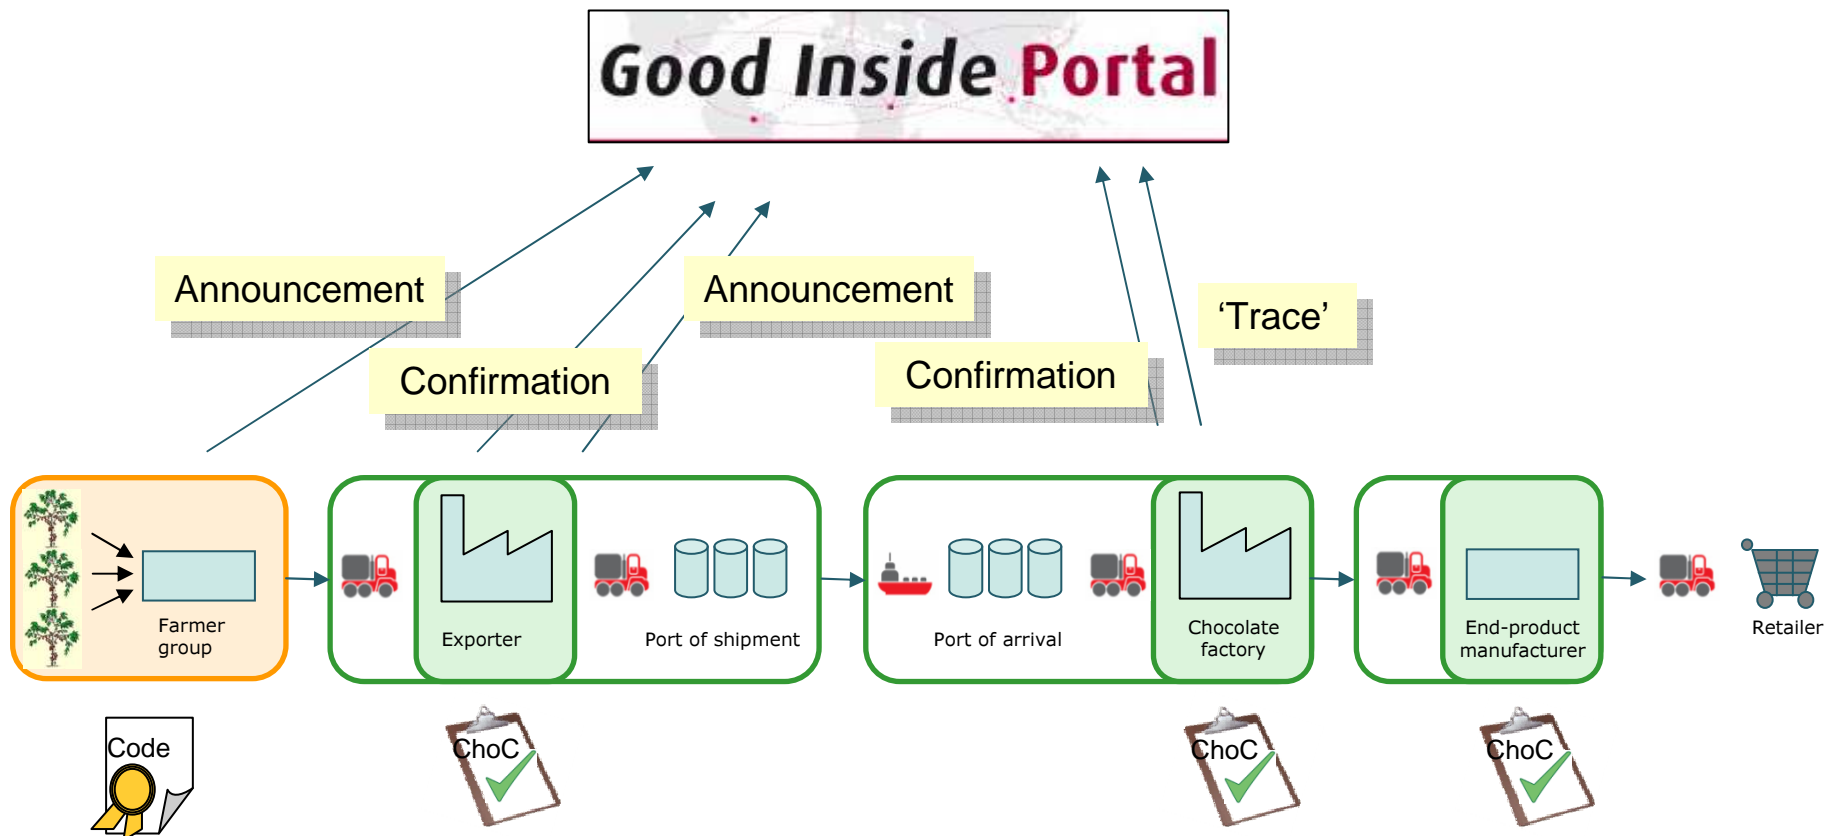 Good Inside Portal
Announcement
Announcement
‘Trace’
Confirmation
Confirmation
Farmer
group
Exporter
Port of shipment
Port of arrival
Chocolate
factory
End-product
manufacturer
Retailer
Code
ChoC
ChoC
ChoC